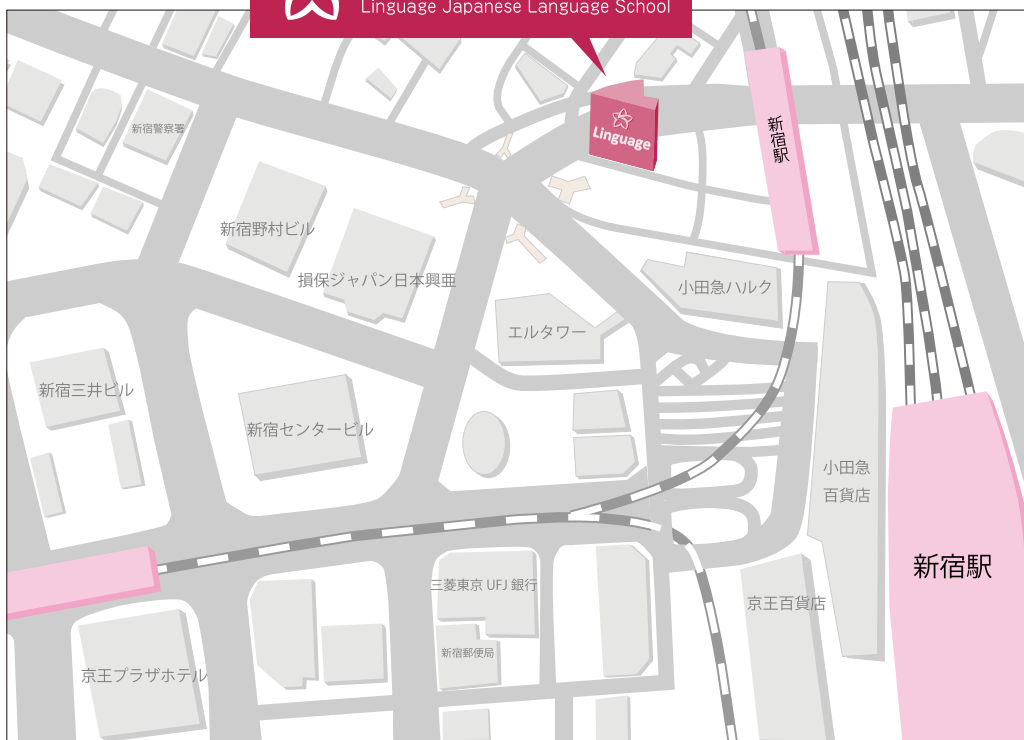 Linguage Japanese Language School
Linguage
新宿駅
新宿警察署
新宿野村ビル
損保ジャパン日本興亜
小田急ハルク
エルタワー
新宿三井ビル
新宿センタービル
小田急
百貨店
新宿駅
三菱東京 UFJ 銀行
京王百貨店
新宿郵便局
京王プラザホテル